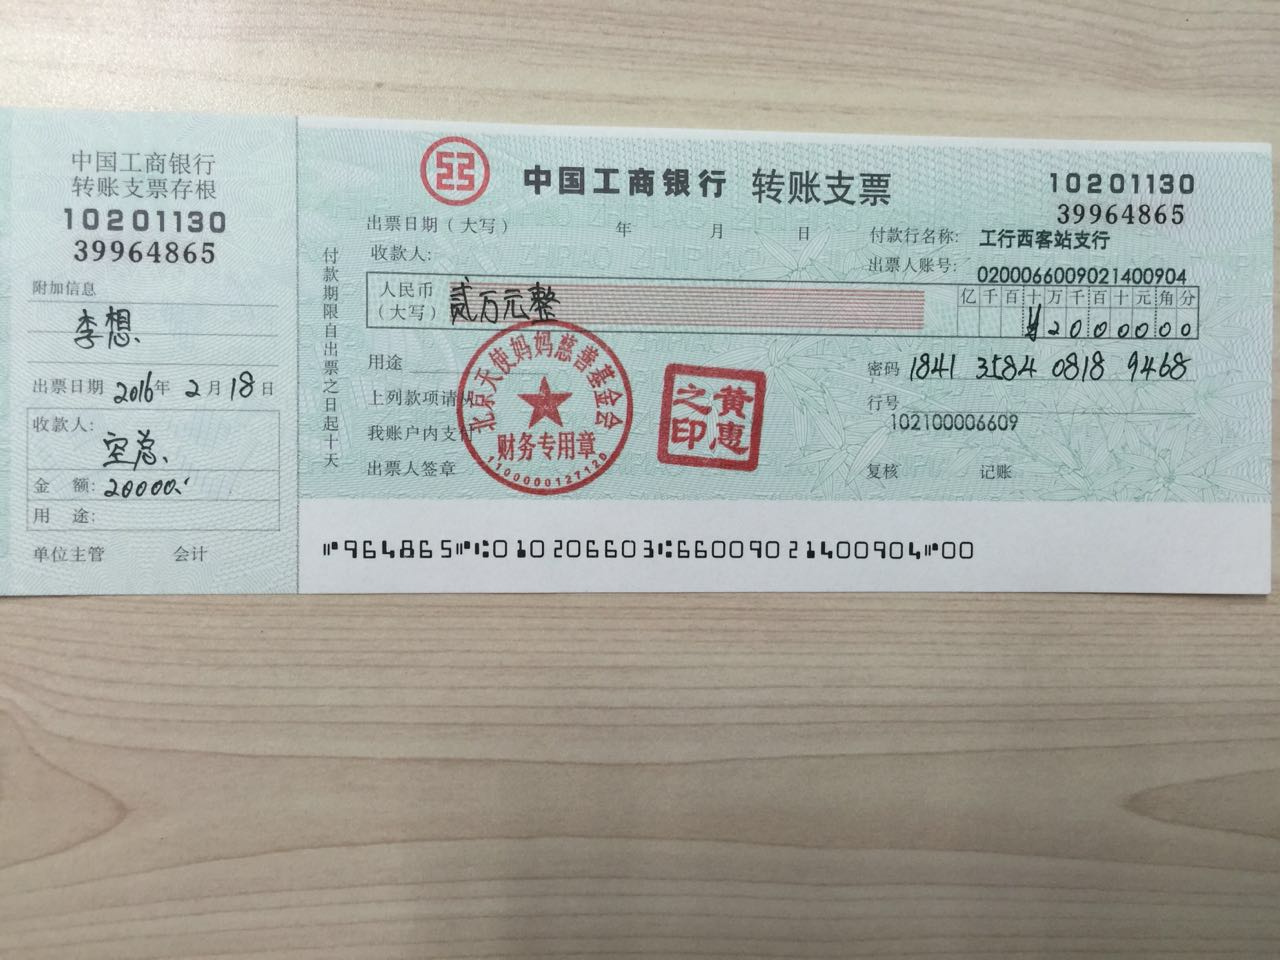 中国工商银行
转账支票存根
10201130
39964865
附加信息
李想
出票日期 2016年 2月 18日
收款人:
空总
金 额: 20000.
用 途:
单位主管 会计
付款期限自出票之日起十天
中国工商银行 转账支票
10201130
39964865
出票日期(大写) 年 月 日
付款行名称: 工行西客站支行
收款人:
出票人账号: 0200066009021400904
人民币
(大写) 贰万元整
亿千百十万千百十元角分
¥2000000
用途
密码 1841 3584 0818 9468
上列款项请从
行号 102100006609
我账户内支付
出票人签章
复核 记账
北京天使妈妈慈善基金会
财务专用章
1100000127120
黄惠之印
⑈964865⑈⑆010206603⑆66009021400904⑈00